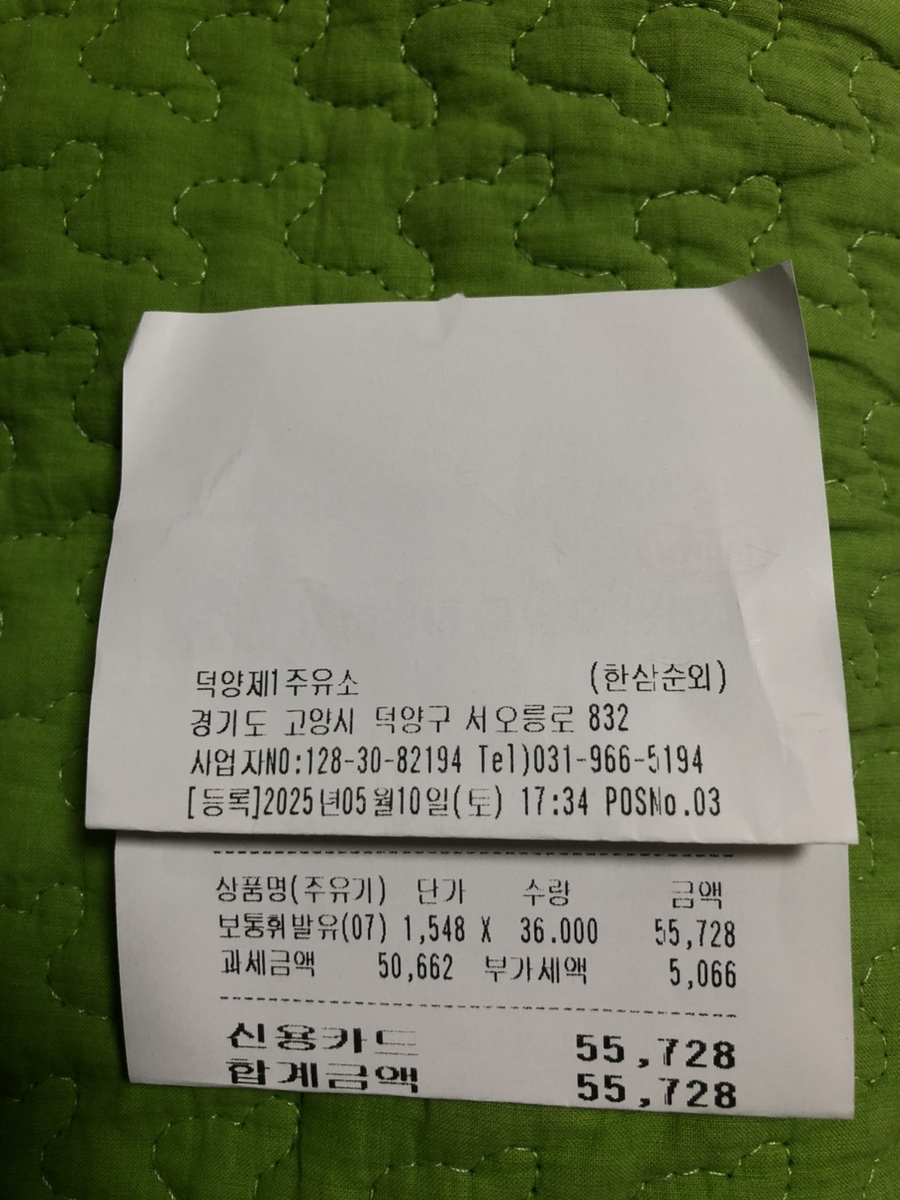 덕양제1주유소 (한삼순외)
경기도 고양시 덕양구 서오릉로 832
사업자NO:128-30-82194 Tel)031-966-5194
[등록]2025년05월10일(토) 17:34 POSNo.03
상품명(주유기) 단가 수량 금액
보통휘발유(07) 1,548 X 36.000 55,728
과세금액 50,662 부가세액 5,066
신용카드 55,728
합계금액 55,728